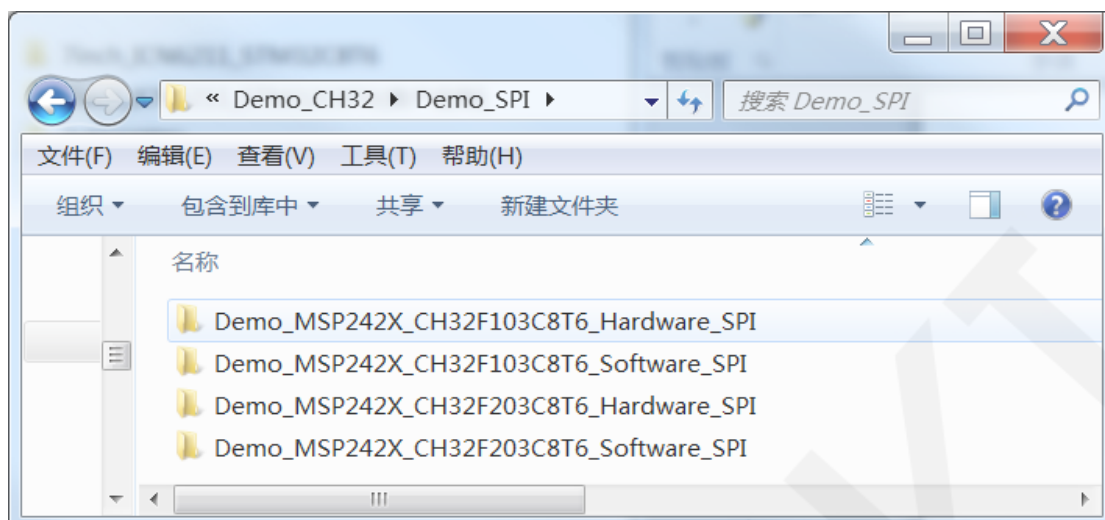 « Demo_CH32 Demo_SPI 搜索 Demo_SPI
文件(F) 编辑(E) 查看(V) 工具(T) 帮助(H)
组织 包含到库中 共享 新建文件夹
名称
Demo_MSP242X_CH32F103C8T6_Hardware_SPI
Demo_MSP242X_CH32F103C8T6_Software_SPI
Demo_MSP242X_CH32F203C8T6_Hardware_SPI
Demo_MSP242X_CH32F203C8T6_Software_SPI